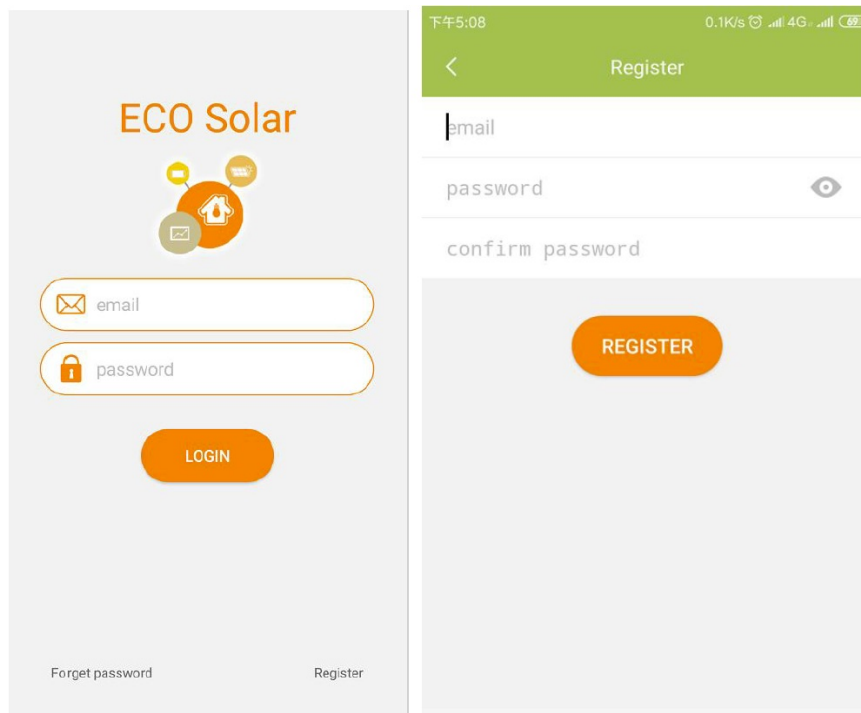 ECO Solar
email
password
LOGIN
Forget password
Register
下午5:08
0.1K/s 4G 69
Register
email
password
confirm password
REGISTER